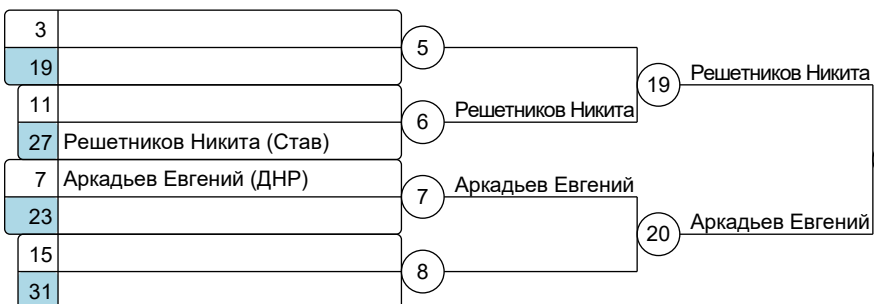 3
5
19
Решетников Никита
19
11
6
Решетников Никита
27 Решетников Никита (Став)
7 Аркадьев Евгений (ДНР)
7
Аркадьев Евгений
23
20
Аркадьев Евгений
15
8
31